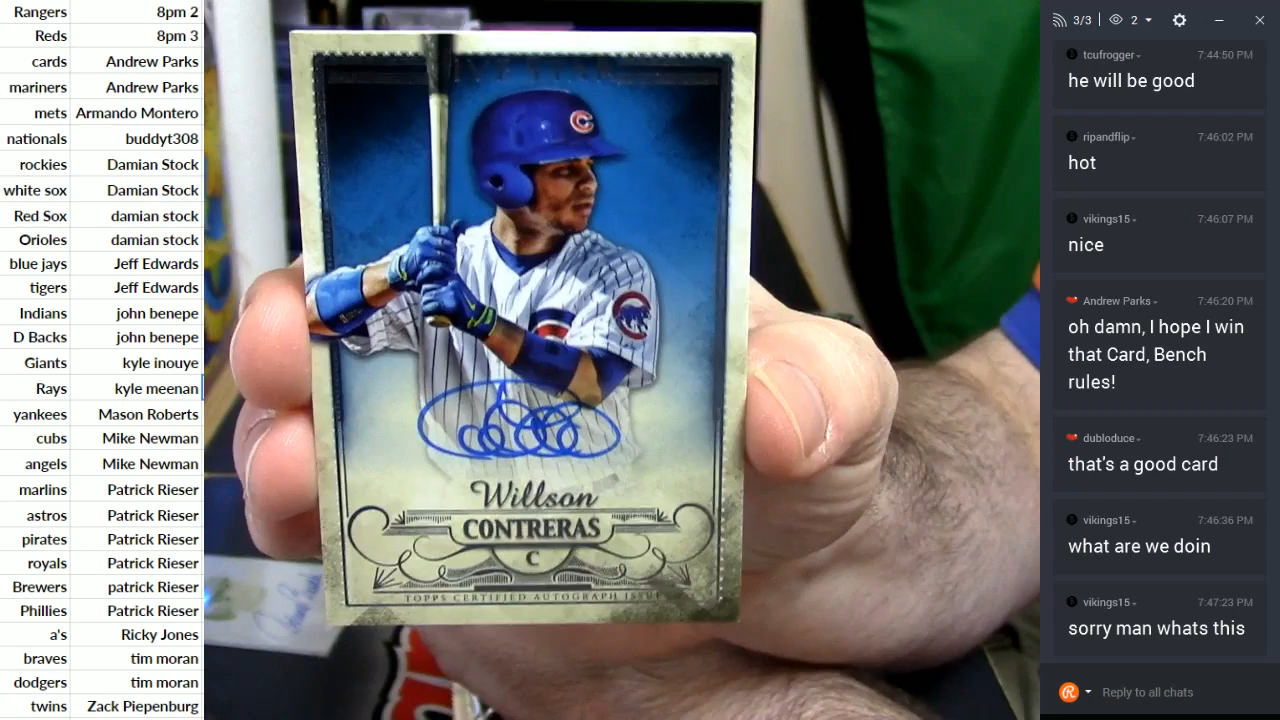 Rangers 8pm 2
Reds 8pm 3
cards Andrew Parks
mariners Andrew Parks
mets Armando Montero
nationals buddyt308
rockies Damian Stock
white sox Damian Stock
Red Sox damian stock
Orioles damian stock
blue jays Jeff Edwards
tigers Jeff Edwards
Indians john benepe
D Backs john benepe
Giants kyle inouye
Rays kyle meenan
yankees Mason Roberts
cubs Mike Newman
angels Mike Newman
marlins Patrick Rieser
astros Patrick Rieser
pirates Patrick Rieser
royals Patrick Rieser
Brewers patrick Rieser
Phillies Patrick Rieser
a's Ricky Jones
braves tim moran
dodgers tim moran
twins Zack Piepenburg
C
Willson
CONTRERAS
C
TOPPS CERTIFIED AUTOGRAPH ISSUE
3/3 2
tcufrogger 7:44:50 PM
he will be good
ripandflip 7:46:02 PM
hot
vikings15 7:46:07 PM
nice
Andrew Parks 7:46:20 PM
oh damn, I hope I win
that Card, Bench
rules!
dubloduce 7:46:23 PM
that's a good card
vikings15 7:46:36 PM
what are we doin
vikings15 7:47:23 PM
sorry man whats this
R Reply to all chats